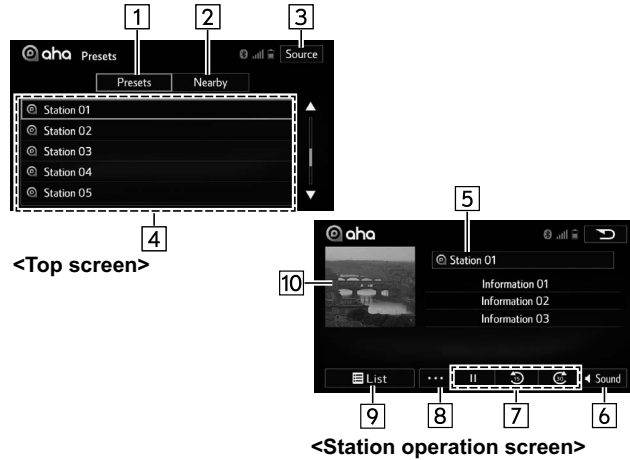 1
2
3
aha Presets
Source
Presets
Nearby
Station 01
Station 02
Station 03
Station 04
Station 05
4
<Top screen>
5
aha
Station 01
10
Information 01
Information 02
Information 03
List
...
15
30
Sound
9
8
7
6
<Station operation screen>